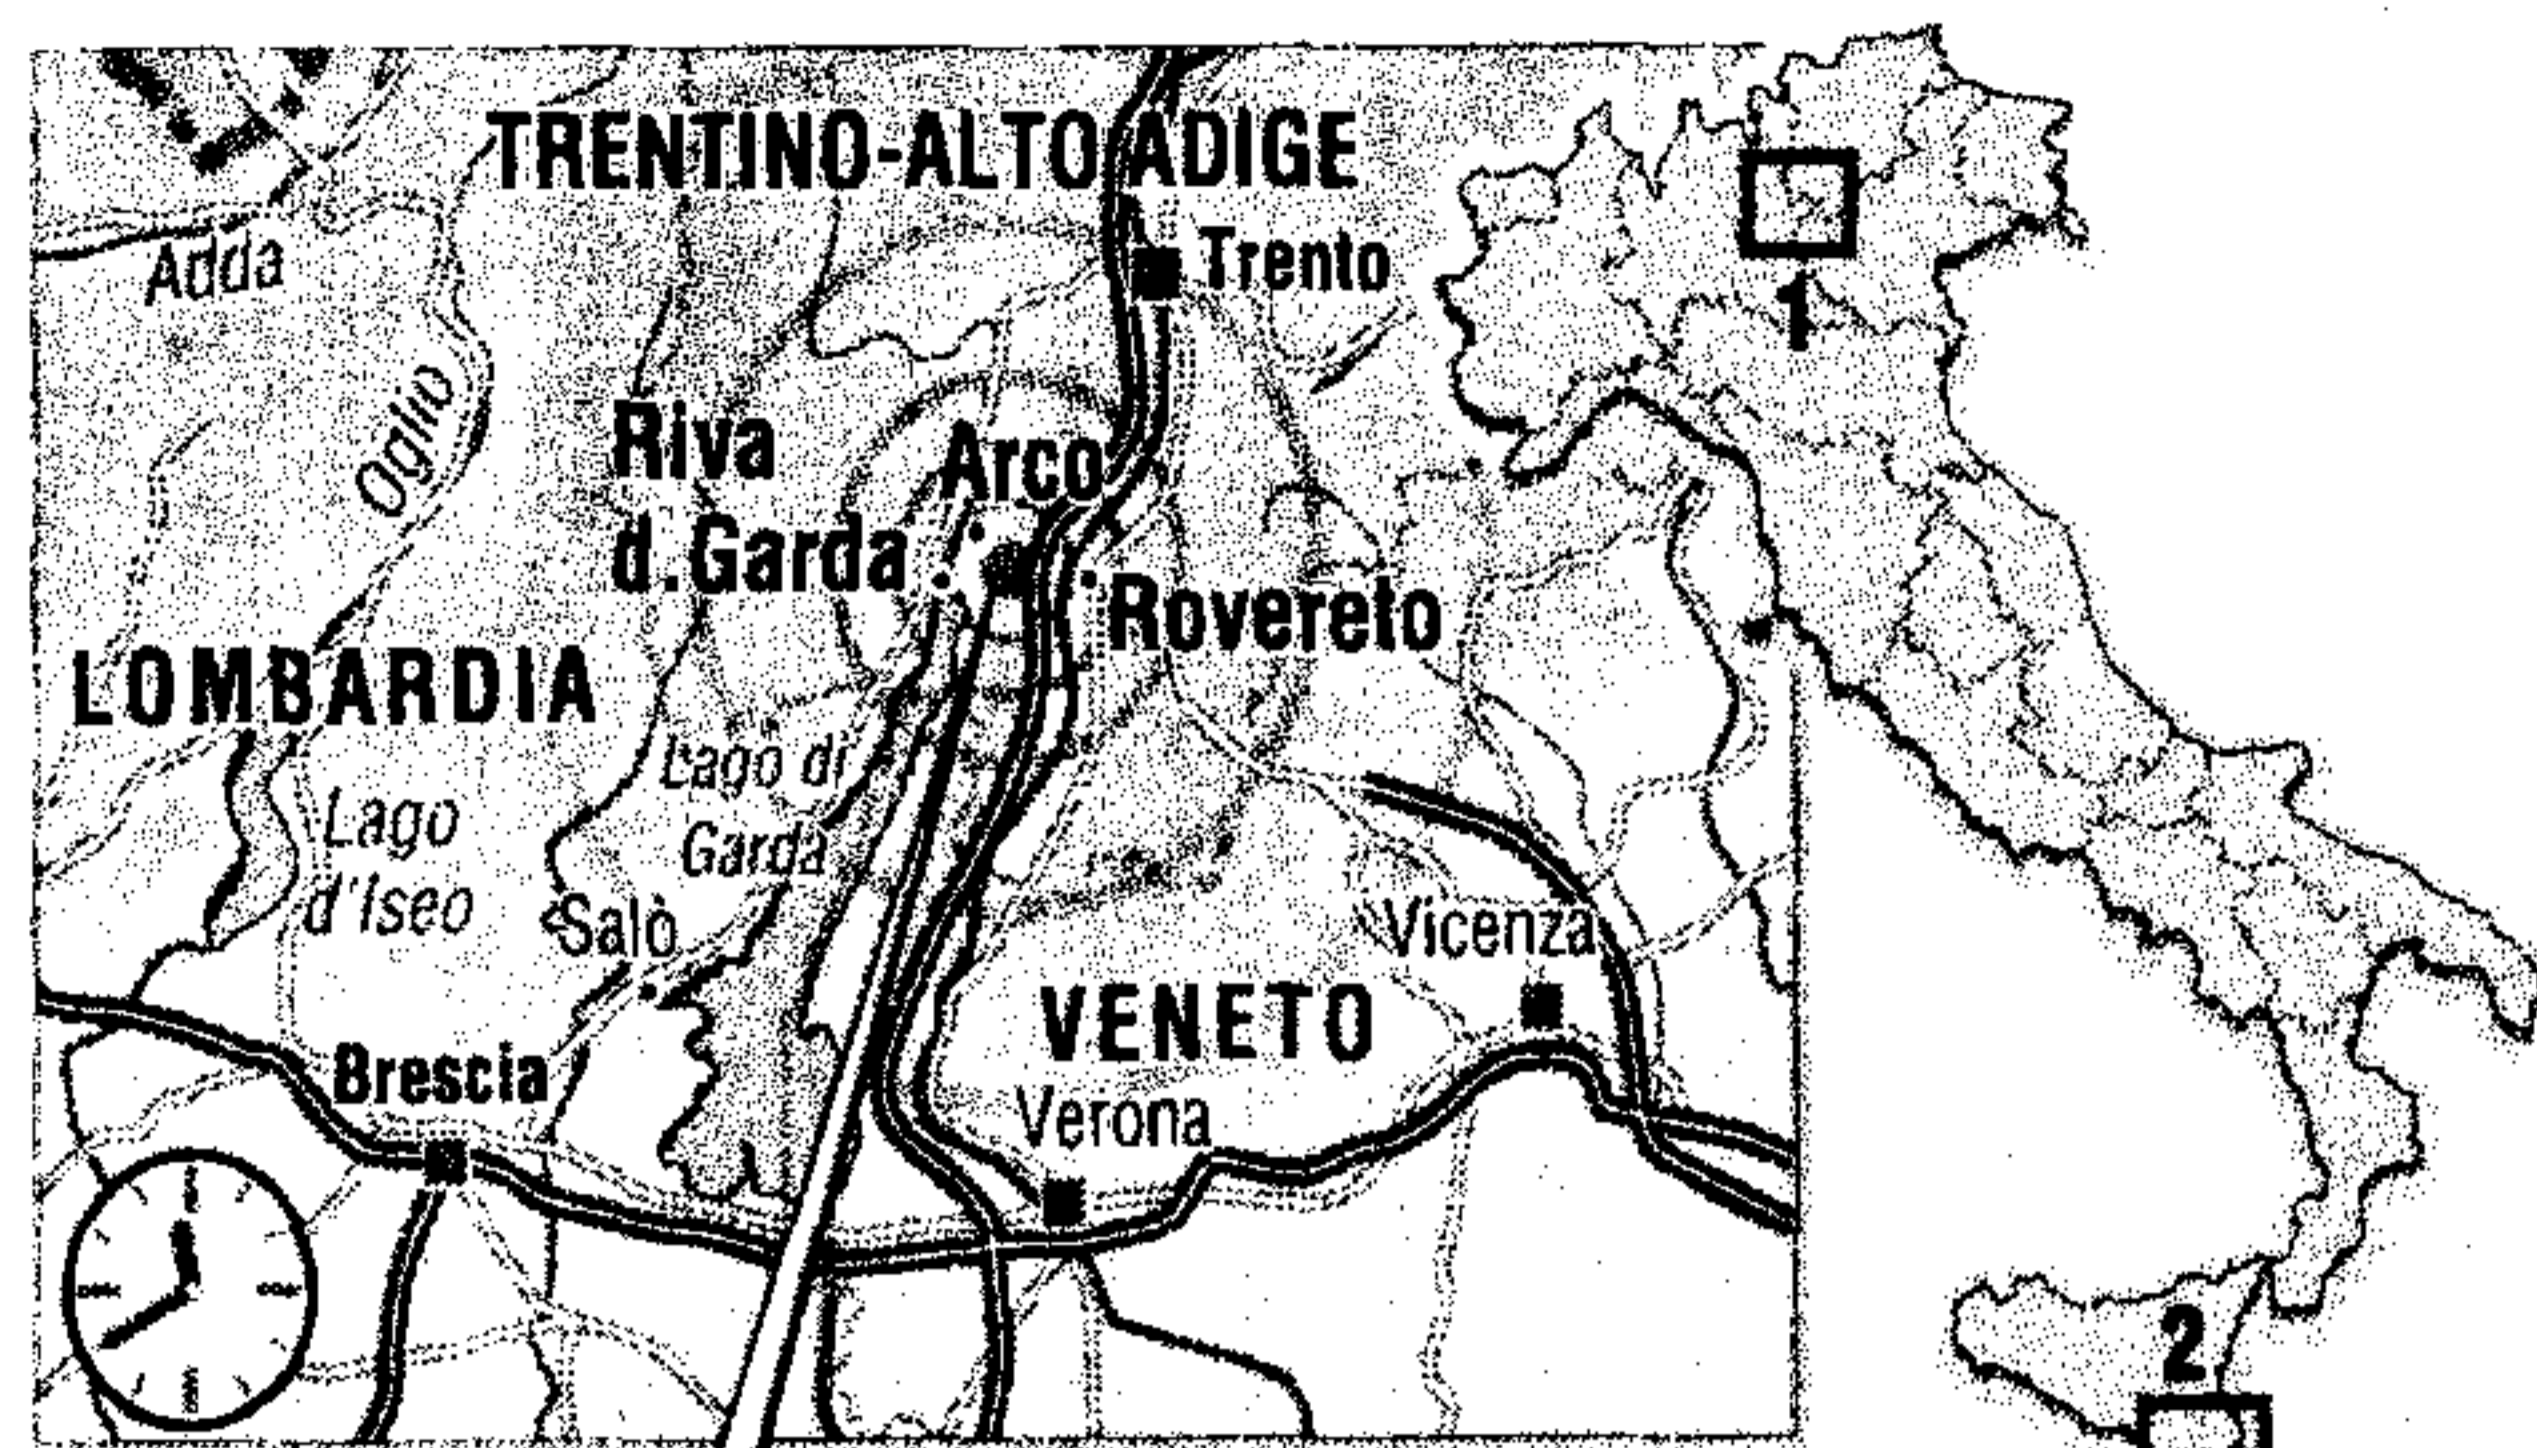 TRENTINO-ALTO ADIGE
Trento
Adda
1
Oglio
Riva
d.Garda
Arco
Rovereto
LOMBARDIA
Lago di
Garda
Lago
d'Iseo
Salò
Vicenza
VENETO
Brescia
Verona
2